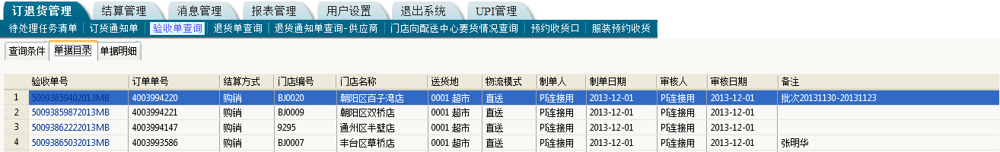 订退货管理 结算管理 消息管理 报表管理 用户设置 退出系统 UPI管理
待处理任务清单 订货通知单 验收单查询 退货单查询 退货通知单查询-供应商 门店向配送中心要货情况查询 预约收货口 服装预约收货
查询条件 单据目录 单据明细
验收单号 订单单号 结算方式 门店编号 门店名称 送货地 物流模式 制单人 制单日期 审核人 审核日期 备注
1 50093859402013MB 4003994220 购销 BJ0020 朝阳区百子湾店 0001 超市 直送 PI连接用 2013-12-01 PI连接用 2013-12-01 批次20131130-20131123
2 50093859872013MB 4003994221 购销 BJ0009 朝阳区双桥店 0001 超市 直送 PI连接用 2013-12-01 PI连接用 2013-12-01
3 50093862222013MB 4003994147 购销 9295 通州区半壁店 0001 超市 直送 PI连接用 2013-12-01 PI连接用 2013-12-01
4 50093865032013MB 4003993586 购销 BJ0007 丰台区草桥店 0001 超市 直送 PI连接用 2013-12-01 PI连接用 2013-12-01 张明华